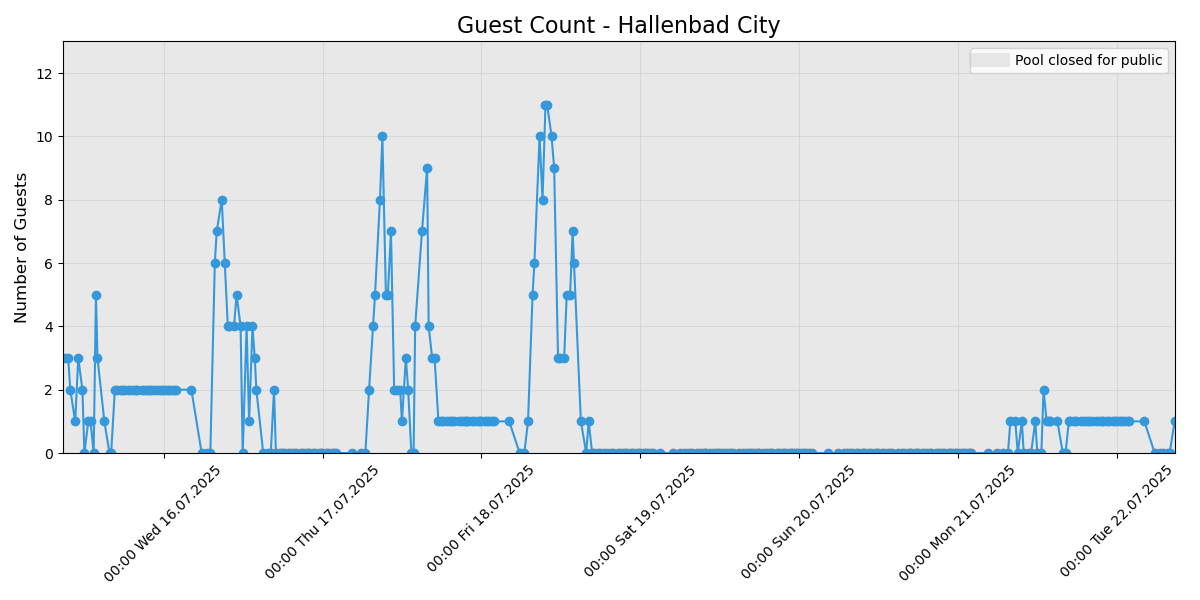 Guest Count - Hallenbad City
Pool closed for public
Number of Guests
12
10
8
6
4
2
0
00:00 Wed 16.07.2025
00:00 Thu 17.07.2025
00:00 Fri 18.07.2025
00:00 Sat 19.07.2025
00:00 Sun 20.07.2025
00:00 Mon 21.07.2025
00:00 Tue 22.07.2025